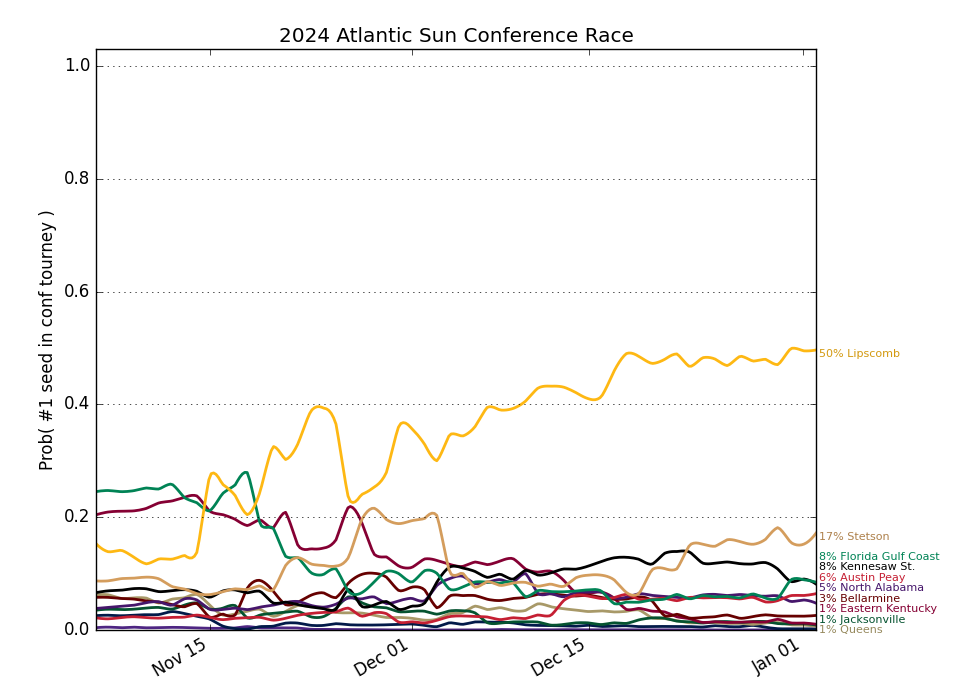 2024 Atlantic Sun Conference Race
Prob( #1 seed in conf tourney )
1.0
0.8
0.6
0.4
0.2
0.0
Nov 15
Dec 01
Dec 15
Jan 01
50% Lipscomb
17% Stetson
8% Florida Gulf Coast
8% Kennesaw St.
6% Austin Peay
5% North Alabama
3% Bellarmine
1% Eastern Kentucky
1% Jacksonville
1% Queens